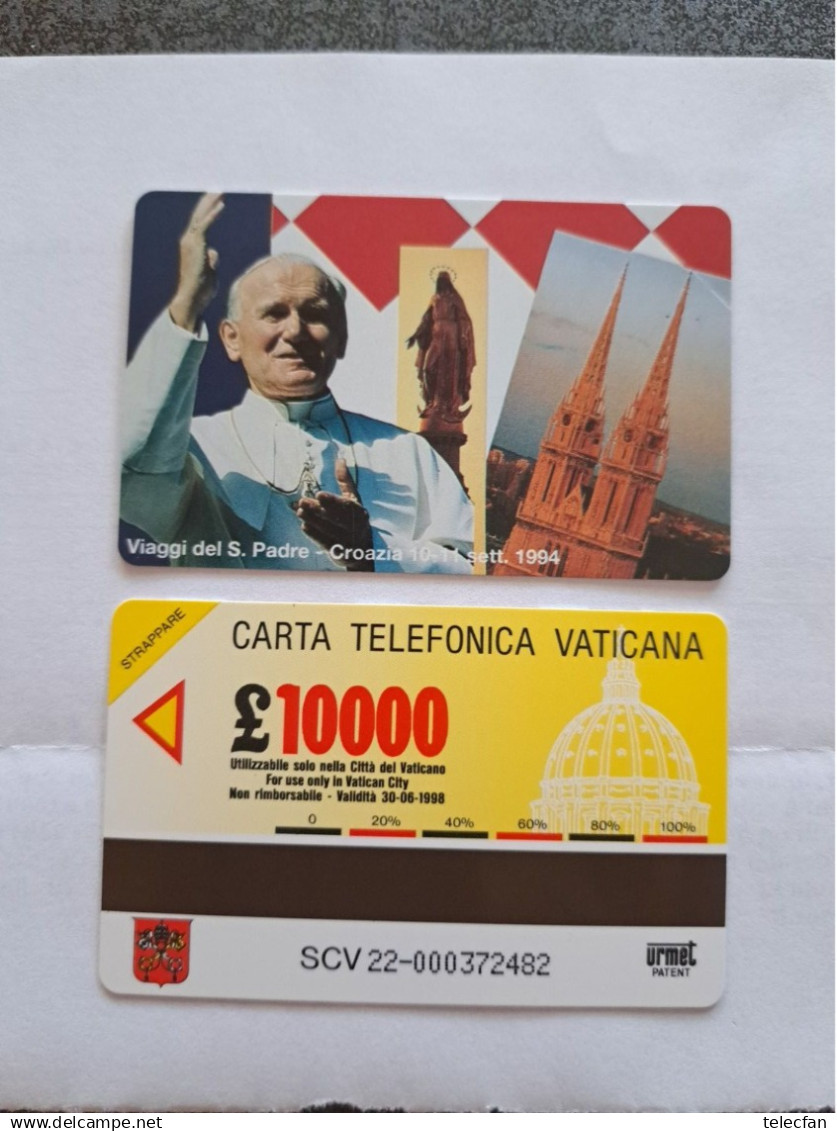 Viaggi del S. Padre - Croazia 10-11 sett. 1994
STRAPPARE
CARTA TELEFONICA VATICANA
£10000
Utilizzabile solo nella Città del Vaticano
For use only in Vatican City
Non rimborsabile - Validità 30-06-1998
0 20% 40% 60% 80% 100%
SCV 22-000372482
urmet
PATENT
www.delcampe.net
telecfan